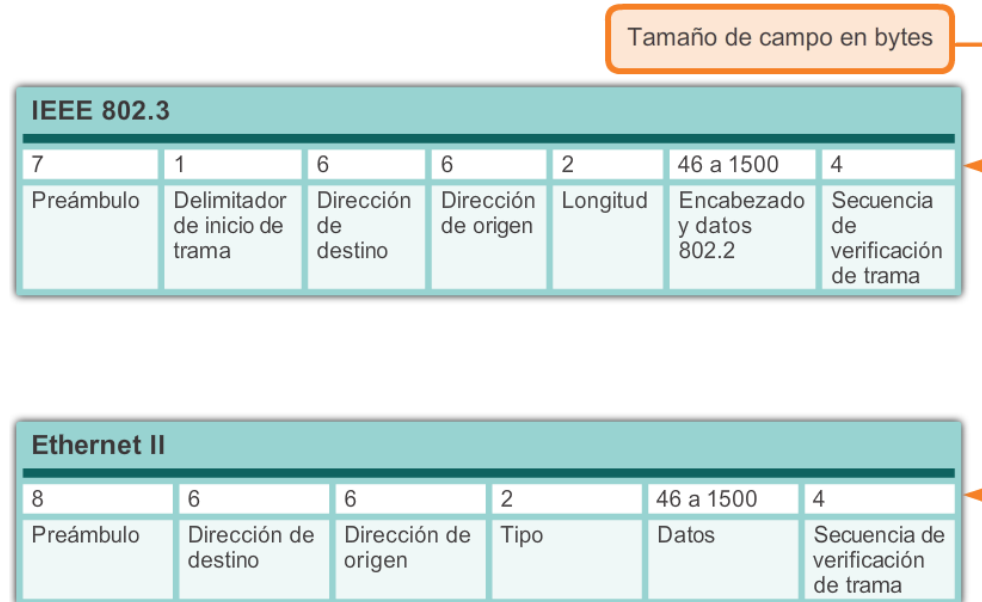 Tamaño de campo en bytes
IEEE 802.3
7 1 6 6 2 46 a 1500 4
Preámbulo Delimitador Dirección Dirección Longitud Encabezado Secuencia
de inicio de de de origen y datos de
trama destino 802.2 verificación
de trama
Ethernet II
8 6 6 2 46 a 1500 4
Preámbulo Dirección de Dirección de Tipo Datos Secuencia de
destino origen verificación
de trama